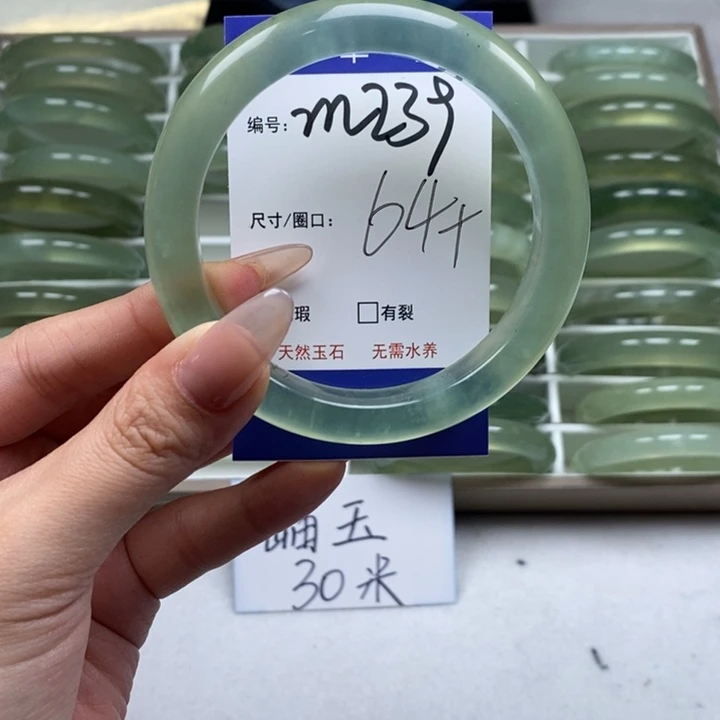 编号: m239
尺寸/圈口: 64+
瑕 □有裂
天然玉石 无需水养
岫玉
30米